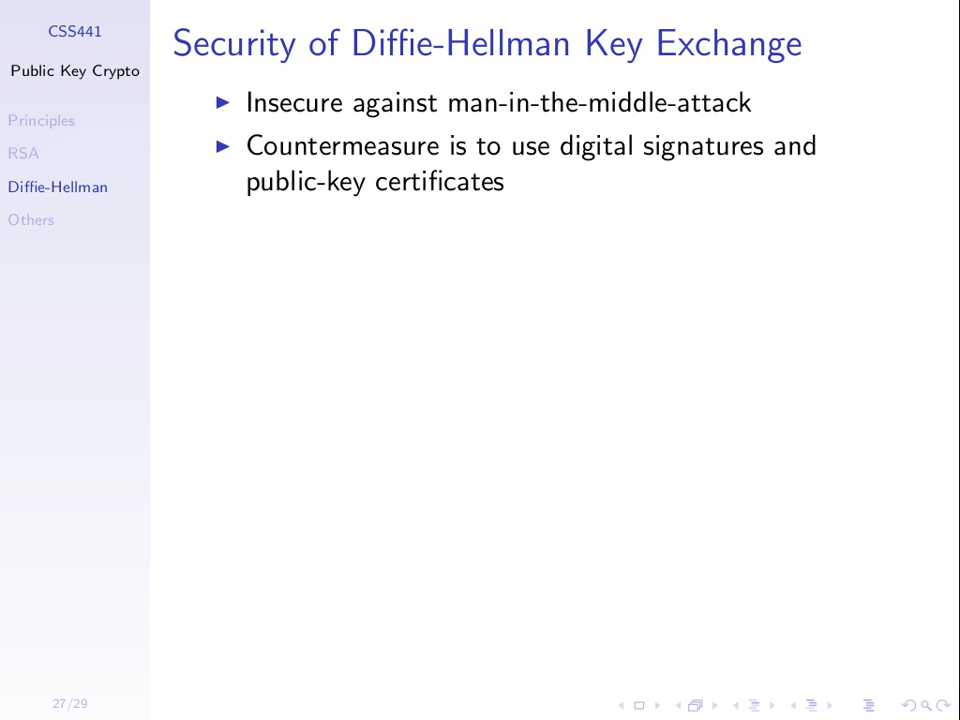 CSS441
Public Key Crypto
Principles
RSA
Diffie-Hellman
Others
Security of Diffie-Hellman Key Exchange
Insecure against man-in-the-middle-attack
Countermeasure is to use digital signatures and
public-key certificates
27/29